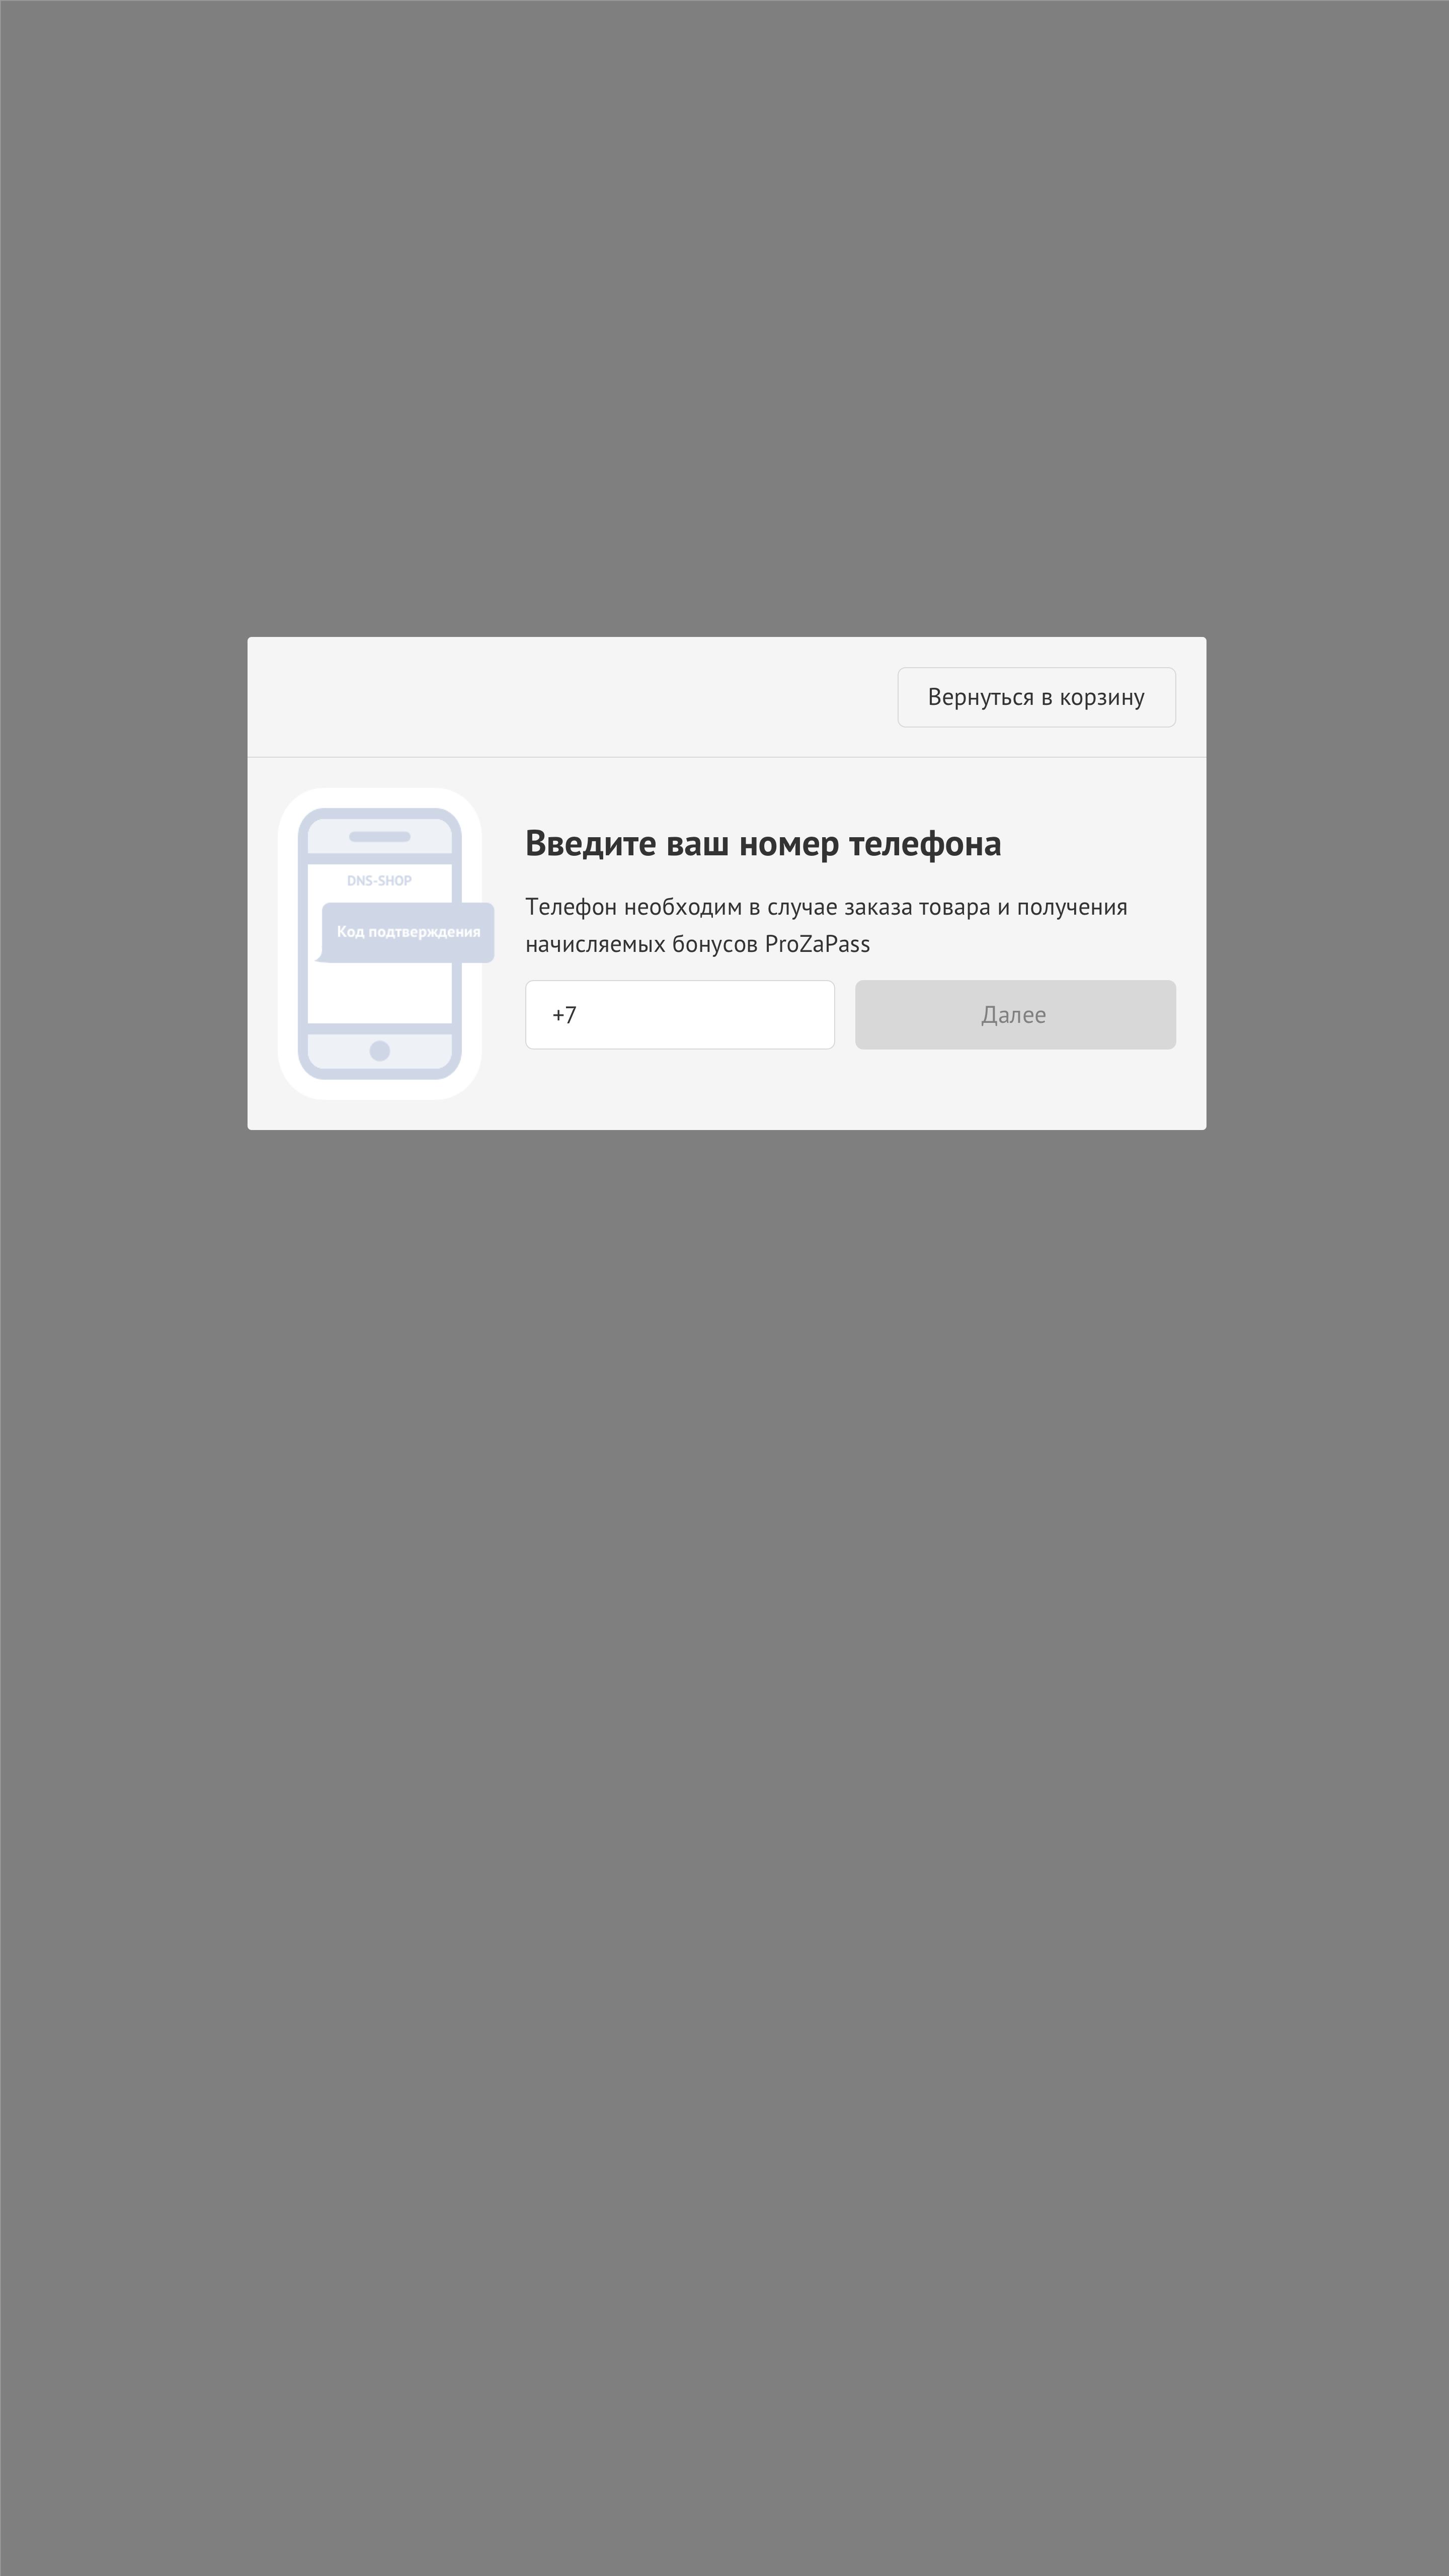 Вернуться в корзину
DNS-SHOP
Код подтверждения
Введите ваш номер телефона
Телефон необходим в случае заказа товара и получения
начисляемых бонусов ProZaPass
+7
Далее